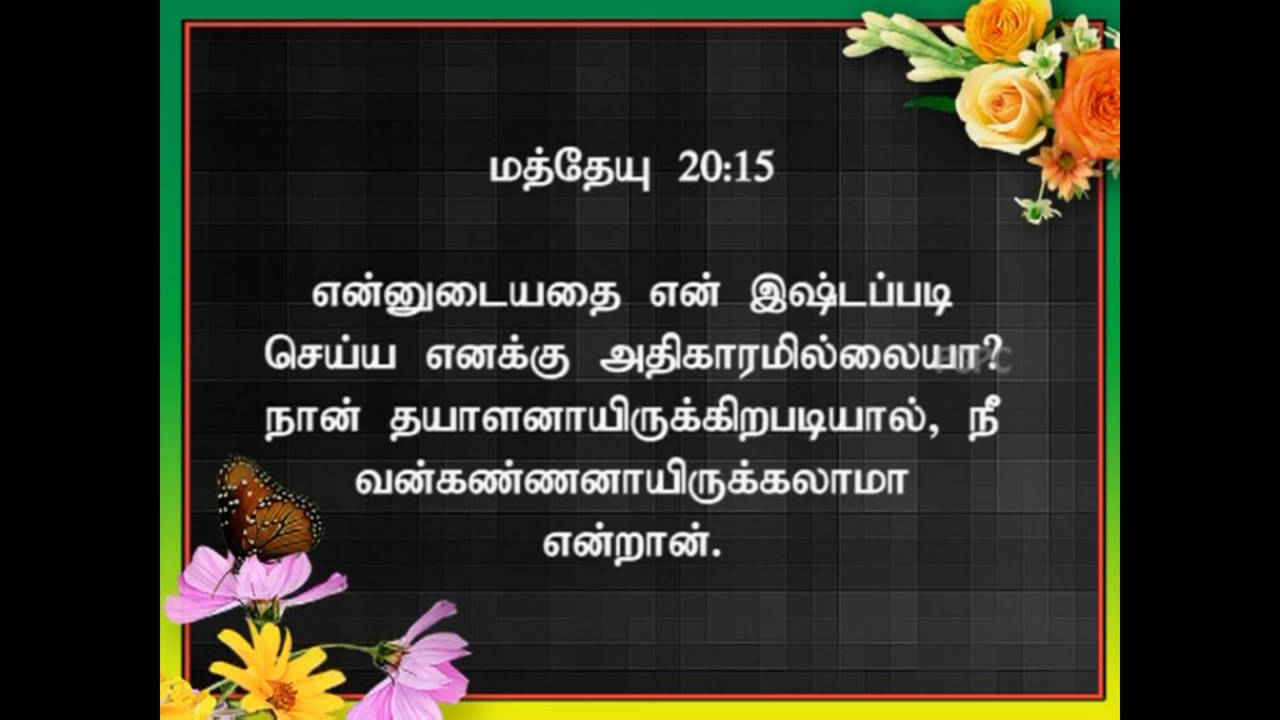 மத்தேயு 20:15
என்னுடையதை என் இஷ்டப்படி
செய்ய எனக்கு அதிகாரமில்லையா?
நான் தயாளனாயிருக்கிறபடியால், நீ
வன்கண்ணனாயிருக்கலாமா
என்றான்.